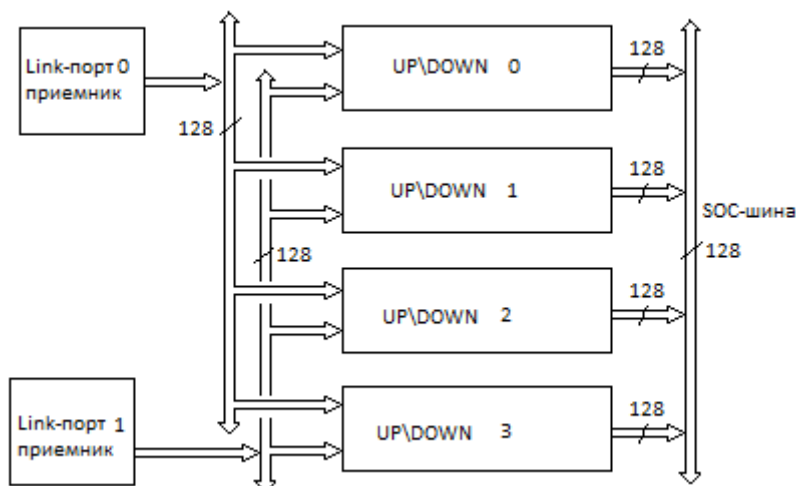 Link-порт 0
приемник
128
UP\DOWN 0
128
UP\DOWN 1
128
SOC-шина
128
128
UP\DOWN 2
128
Link-порт 1
приемник
UP\DOWN 3
128